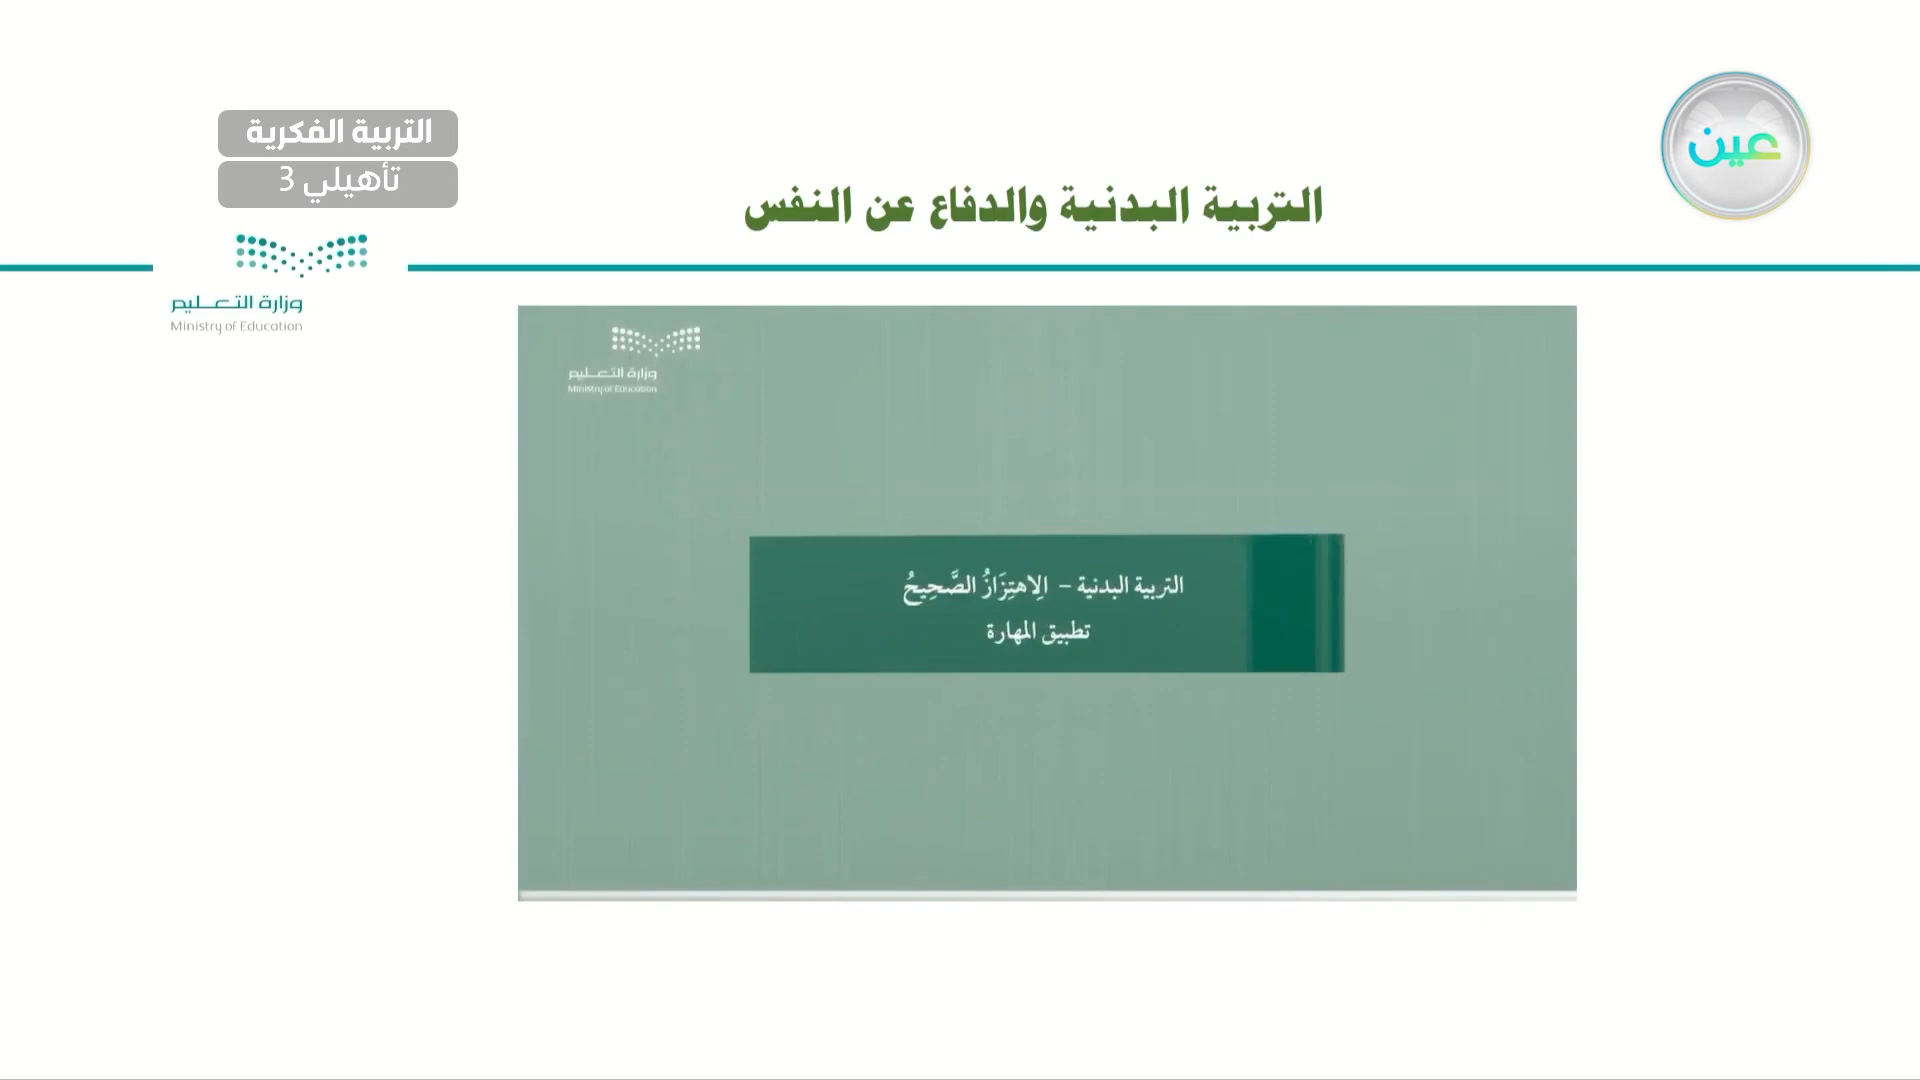 التربية الفكرية
تأهيلي 3
عين
التربية البدنية والدفاع عن النفس
وزارة التعليم
Ministry of Education
وزارة التعليم
Ministry of Education
التربية البدنية – الِاهتِزَازُ الصَّحِيحُ
تطبيق المهارة